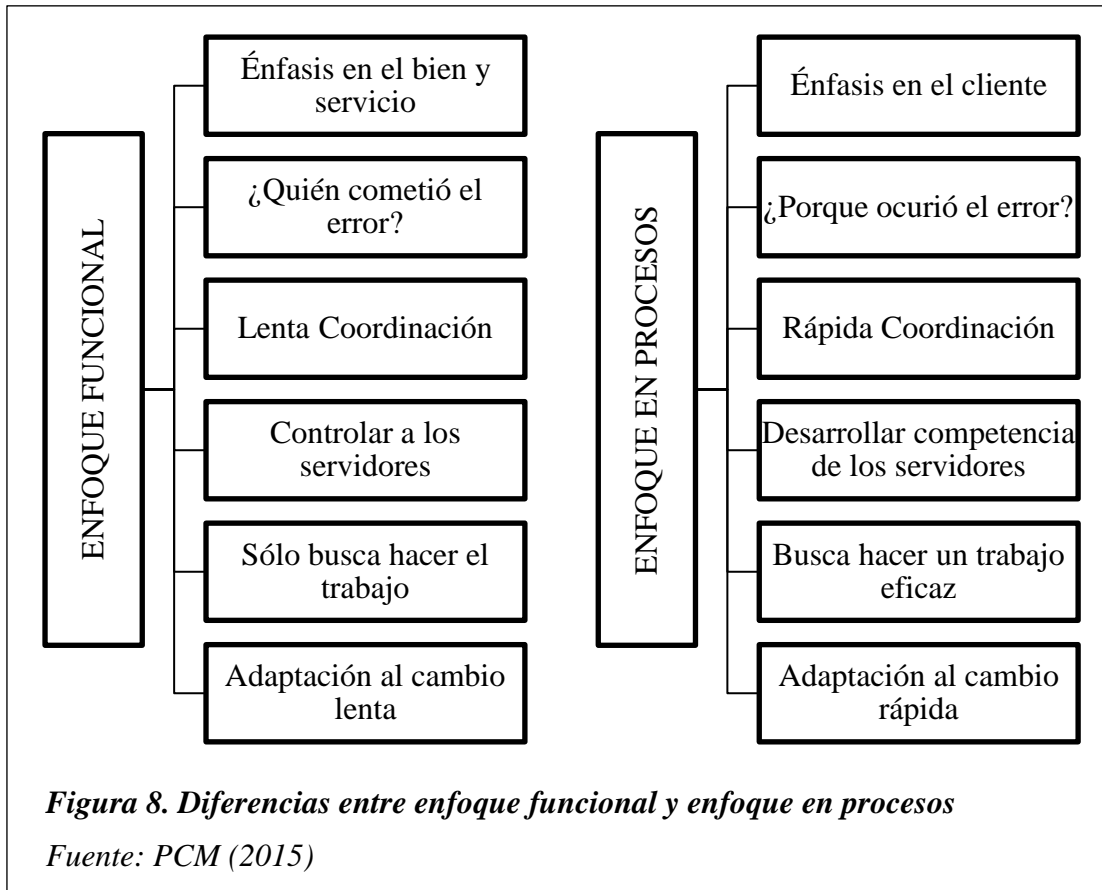 ENFOQUE FUNCIONAL
Énfasis en el bien y
servicio
¿Quién cometió el
error?
Lenta Coordinación
Controlar a los
servidores
Sólo busca hacer el
trabajo
Adaptación al cambio
lenta
ENFOQUE EN PROCESOS
Énfasis en el cliente
¿Porque ocurió el error?
Rápida Coordinación
Desarrollar competencia
de los servidores
Busca hacer un trabajo
eficaz
Adaptación al cambio
rápida
Figura 8. Diferencias entre enfoque funcional y enfoque en procesos
Fuente: PCM (2015)